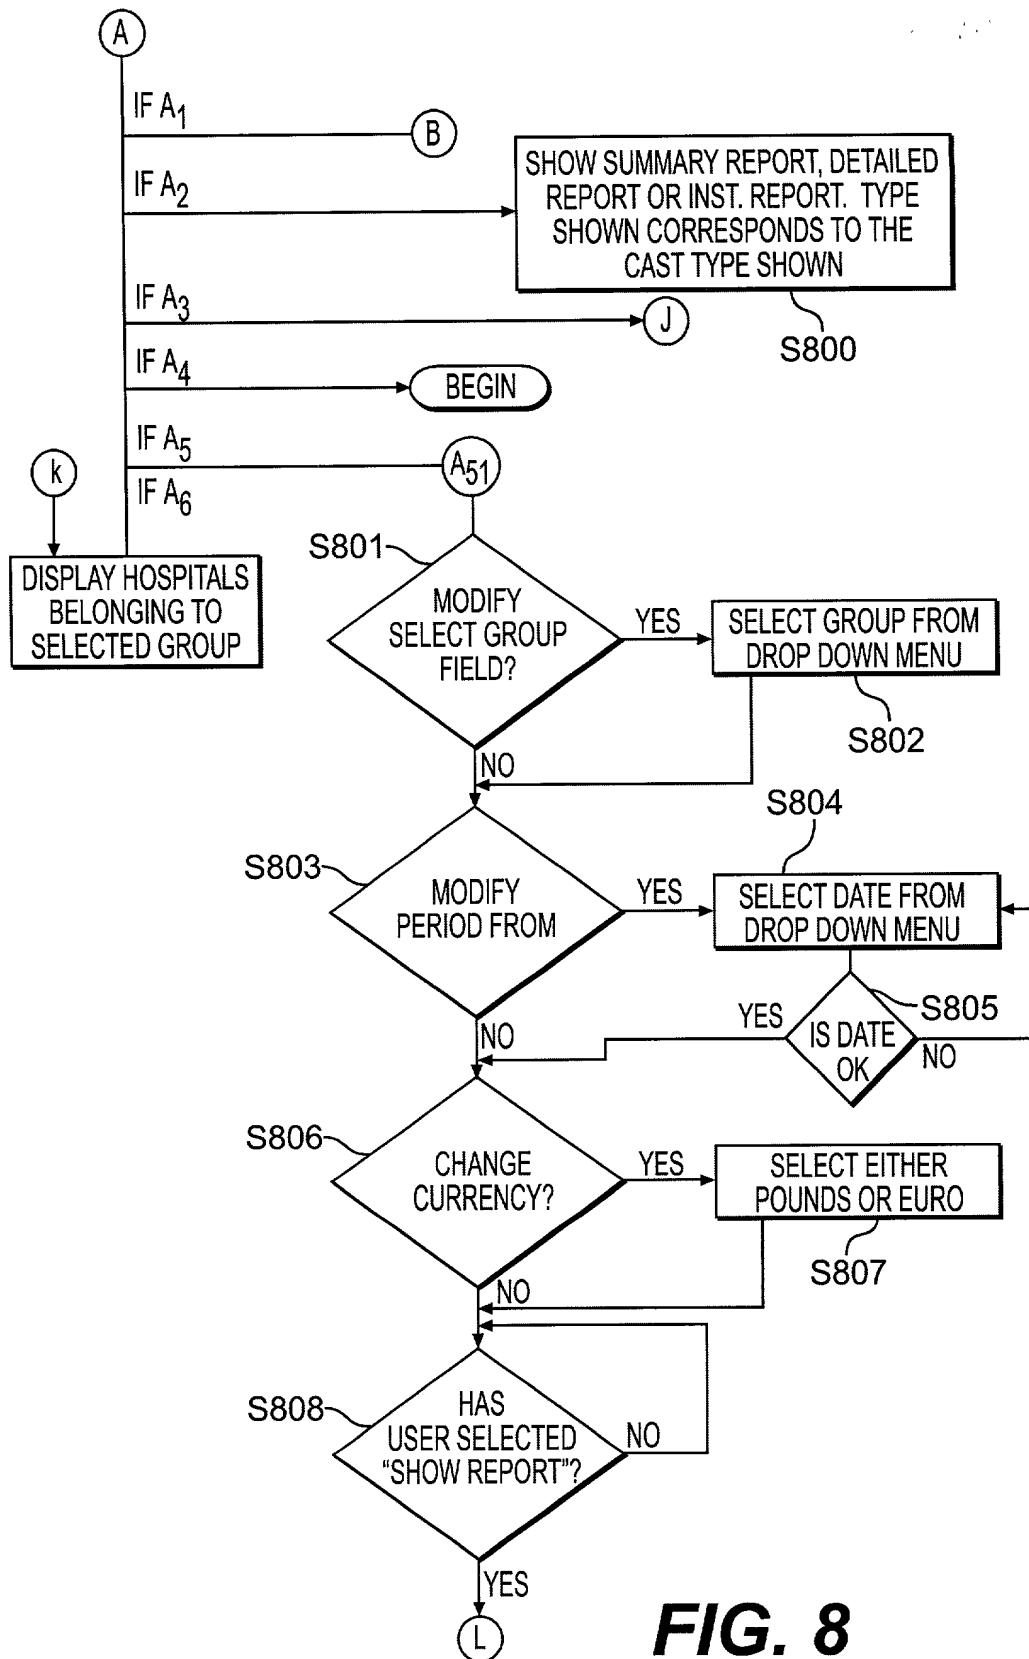 A
IF A1
B
IF A2
SHOW SUMMARY REPORT, DETAILED
REPORT OR INST. REPORT. TYPE
SHOWN CORRESPONDS TO THE
CAST TYPE SHOWN
S800
IF A3
J
IF A4
BEGIN
IF A5
A51
k
IF A6
DISPLAY HOSPITALS
BELONGING TO
SELECTED GROUP
S801
MODIFY
SELECT GROUP
FIELD?
YES
SELECT GROUP FROM
DROP DOWN MENU
S802
NO
S803
MODIFY
PERIOD FROM
YES
S804
SELECT DATE FROM
DROP DOWN MENU
S805
IS DATE
OK
YES
NO
NO
S806
CHANGE
CURRENCY?
YES
SELECT EITHER
POUNDS OR EURO
S807
NO
S808
HAS
USER SELECTED
“SHOW REPORT”?
NO
YES
L
FIG. 8